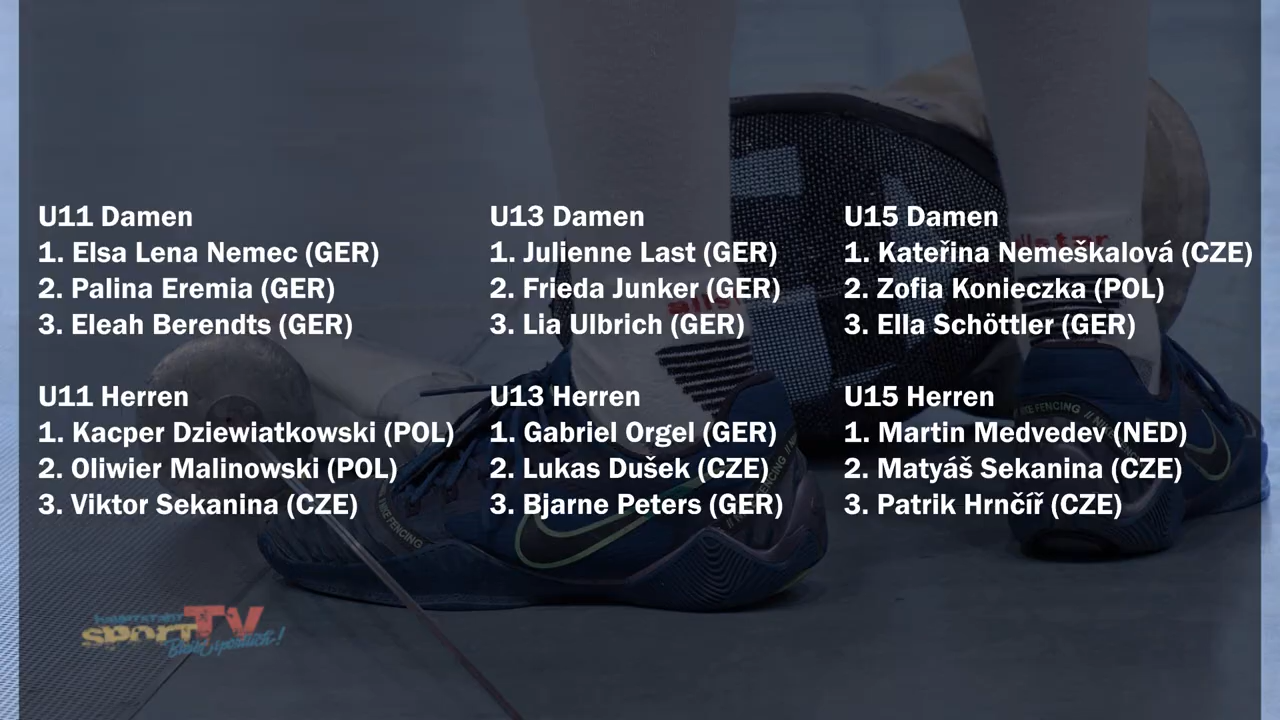 U11 Damen
1. Elsa Lena Nemec (GER)
2. Palina Eremia (GER)
3. Eleah Berendts (GER)
U11 Herren
1. Kacper Dziewiatkowski (POL)
2. Oliwier Malinowski (POL)
3. Viktor Sekanina (CZE)
U13 Damen
1. Julienne Last (GER)
2. Frieda Junker (GER)
3. Lia Ulbrich (GER)
U13 Herren
1. Gabriel Orgel (GER)
2. Lukas Dušek (CZE)
3. Bjarne Peters (GER)
U15 Damen
1. Kateřina Nemeškalová (CZE)
2. Zofia Konieczka (POL)
3. Ella Schöttler (GER)
U15 Herren
1. Martin Medvedev (NED)
2. Matyáš Sekanina (CZE)
3. Patrik Hrnčíř (CZE)
NIKE FENCING
HAUPTSTADT
SPORT TV